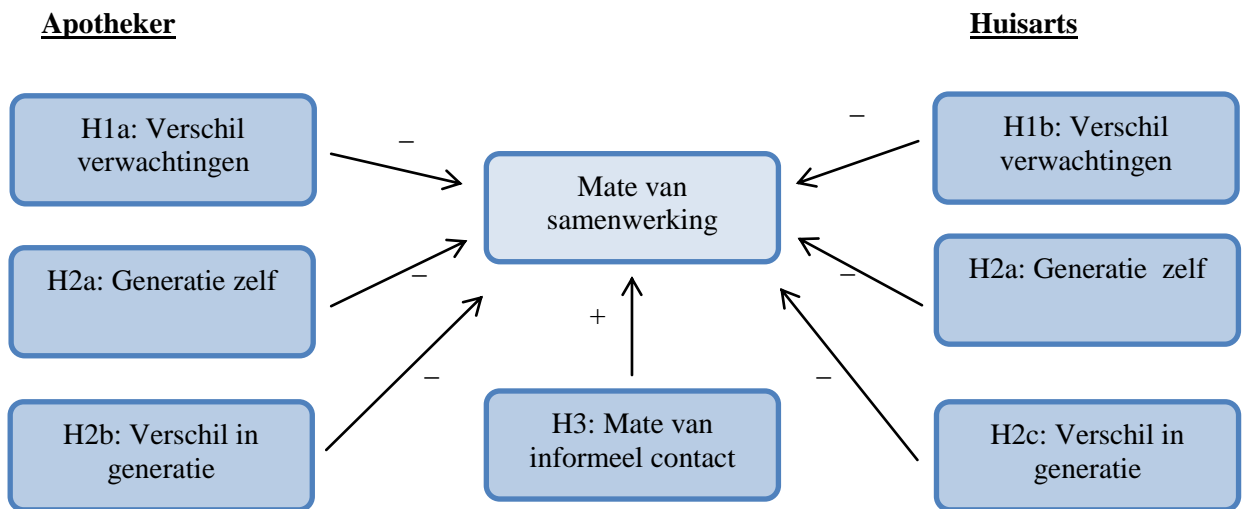 Apotheker
Huisarts
H1a: Verschil
verwachtingen
–
Mate van
samenwerking
–
H1b: Verschil
verwachtingen
H2a: Generatie zelf
–
–
H2a: Generatie  zelf
H2b: Verschil in
generatie
–
+
H3: Mate van
informeel contact
–
H2c: Verschil in
generatie